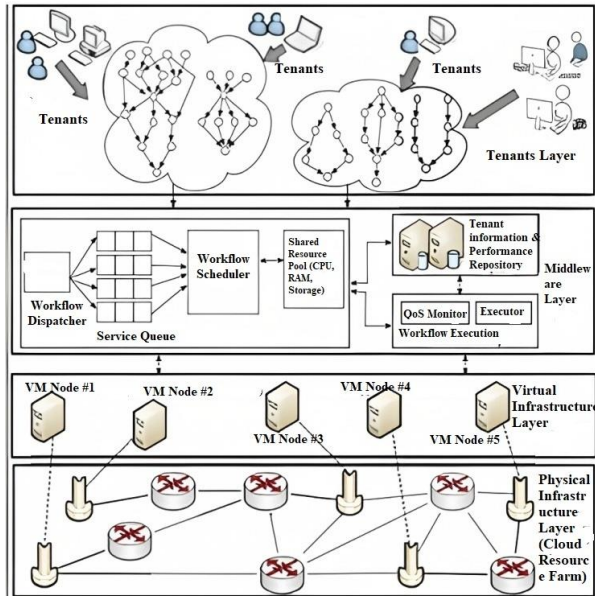 Tenants
Tenants
Tenants
Tenants Layer
Workflow
Dispatcher
Service Queue
Workflow
Scheduler
Shared
Resource
Pool (CPU,
RAM,
Storage)
Tenant
information &
Performance
Repository
QoS Monitor
Executor
Workflow Execution
Middlew
are
Layer
VM Node #1
VM Node #2
VM Node #3
VM Node #4
VM Node #5
Virtual
Infrastructure
Layer
Physical
Infrastr
ucture
Layer
(Cloud
Resourc
e Farm)